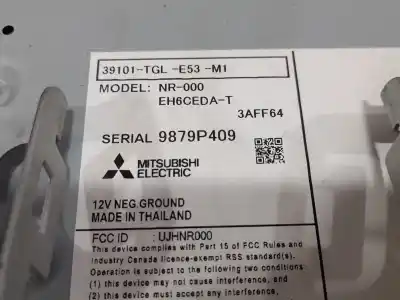 39101-TGL -E53 -M1
MODEL: NR-000
EH6CEDA-T
3AFF64
SERIAL 9879P409
MITSUBISHI
ELECTRIC
12V NEG.GROUND
MADE IN THAILAND
FCC ID : UJHNR000
This device complies with Part 15 of FCC Rules and
Industry Canada licence-exempt RSS standard(s).
Operation is subject to the following two conditions:
(1) this device may not cause interference, and
(2) this device must accept any interference,